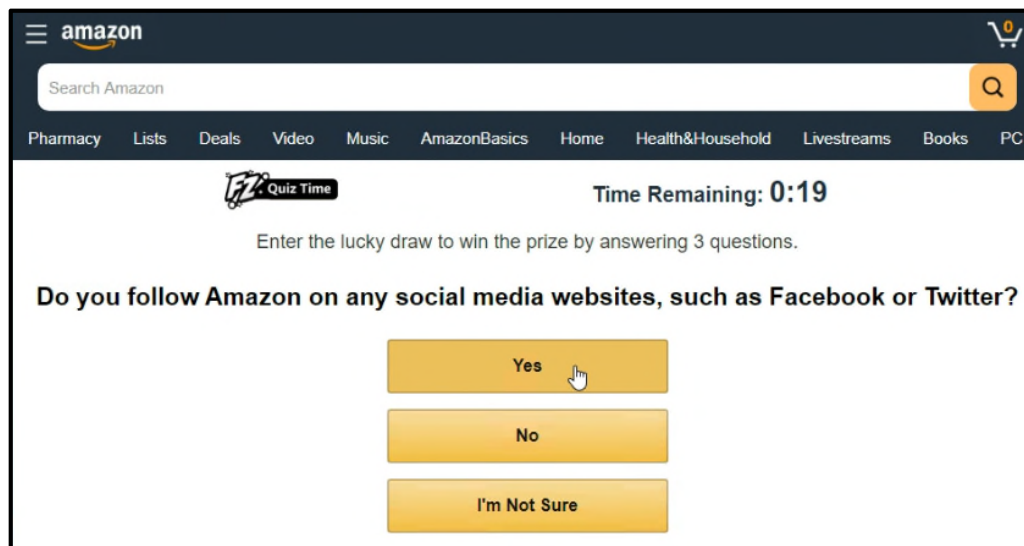 amazon
0
Search Amazon
Pharmacy Lists Deals Video Music AmazonBasics Home Health&Household Livestreams Books PC
FZ. Quiz Time
Time Remaining: 0:19
Enter the lucky draw to win the prize by answering 3 questions.
Do you follow Amazon on any social media websites, such as Facebook or Twitter?
Yes
No
I'm Not Sure